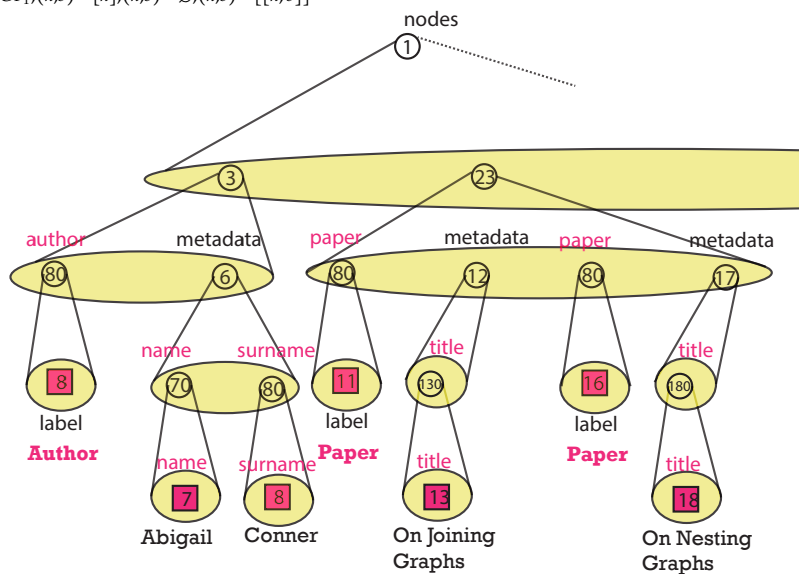 nodes
1
3
23
author
metadata
paper
metadata
paper
metadata
80
6
80
12
80
17
name
surname
title
title
8
70
80
11
130
16
180
label
label
label
Author
Paper
Paper
name
surname
title
title
7
8
13
18
Abigail
Conner
On Joining
Graphs
On Nesting
Graphs